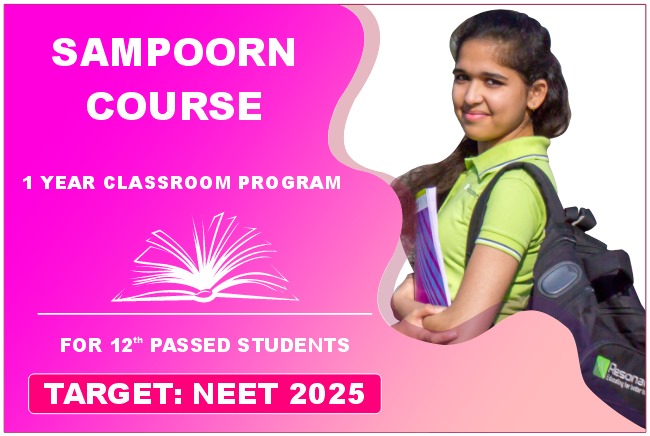 SAMPOORN
COURSE
1 YEAR CLASSROOM PROGRAM
FOR 12th PASSED STUDENTS
TARGET: NEET 2025